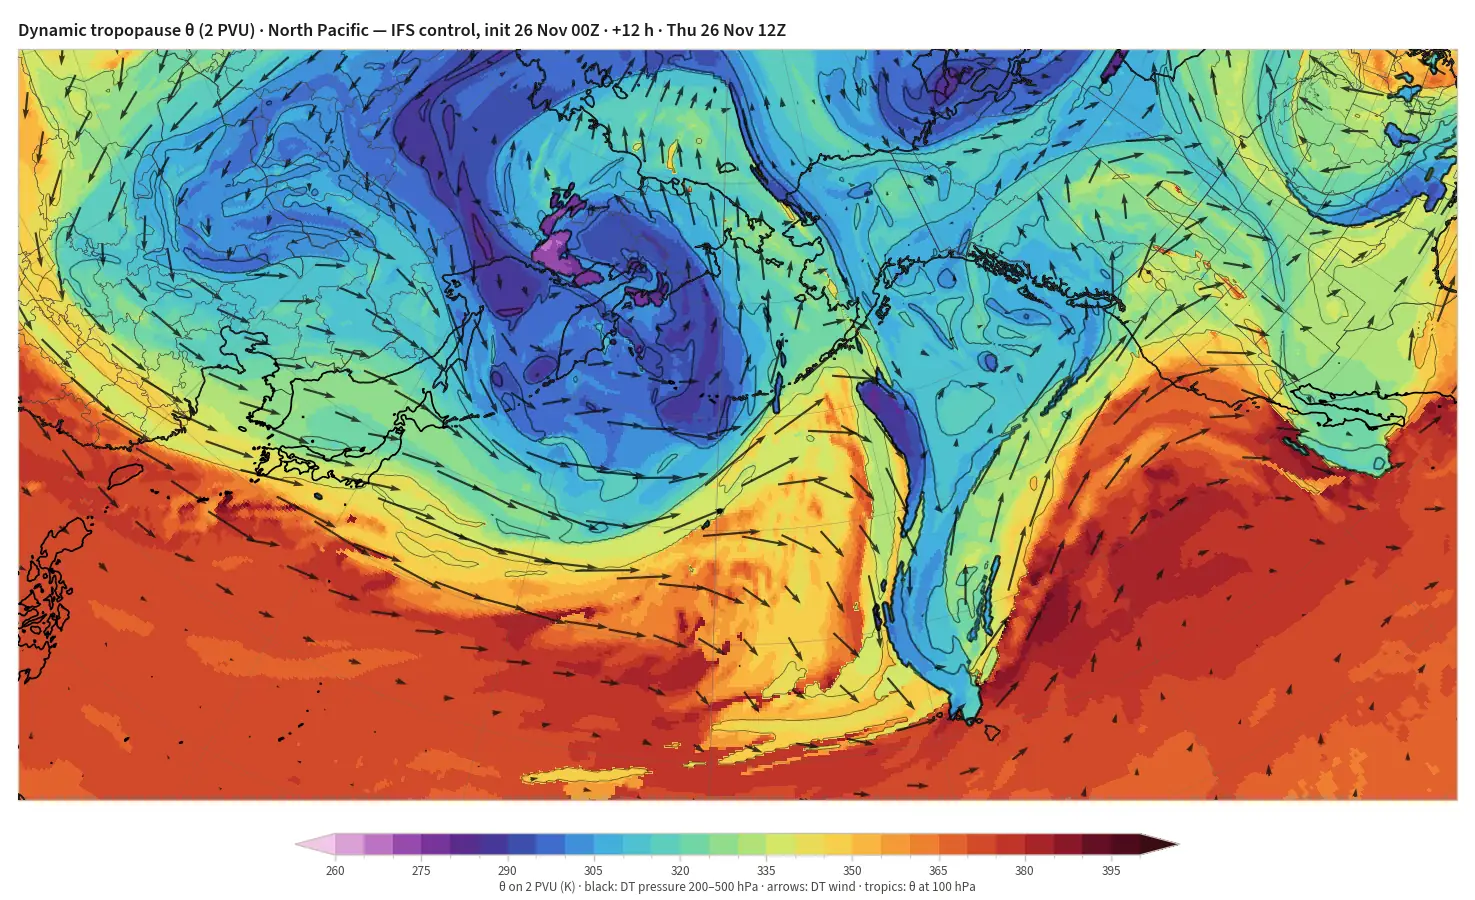 Dynamic tropopause θ (2 PVU) · North Pacific — IFS control, init 26 Nov 00Z · +12 h · Thu 26 Nov 12Z
260 275 290 305 320 335 350 365 380 395
θ on 2 PVU (K) · black: DT pressure 200–500 hPa · arrows: DT wind · tropics: θ at 100 hPa